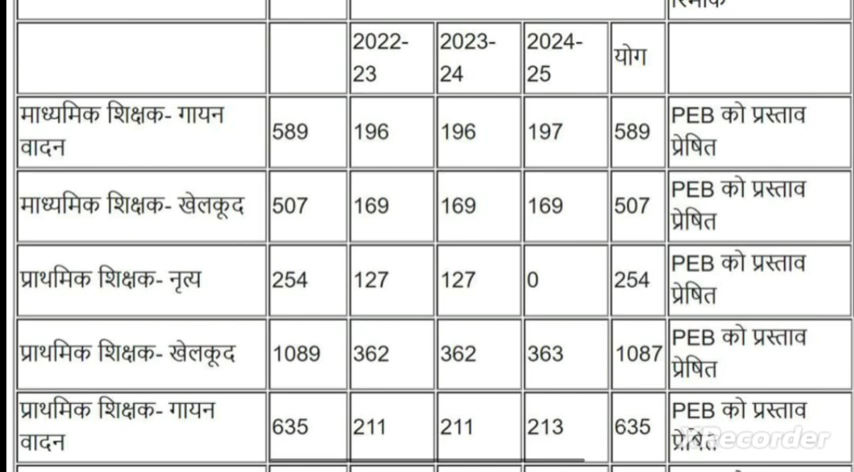 रिमार्क
2022- 2023- 2024-
23 24 25 योग
माध्यमिक शिक्षक- गायन
वादन 589 196 196 197 589 PEB को प्रस्ताव
प्रेषित
माध्यमिक शिक्षक- खेलकूद 507 169 169 169 507 PEB को प्रस्ताव
प्रेषित
प्राथमिक शिक्षक- नृत्य 254 127 127 0 254 PEB को प्रस्ताव
प्रेषित
प्राथमिक शिक्षक- खेलकूद 1089 362 362 363 1087 PEB को प्रस्ताव
प्रेषित
प्राथमिक शिक्षक- गायन
वादन 635 211 211 213 635 PEB को प्रस्ताव
प्रेषित
XRecorder